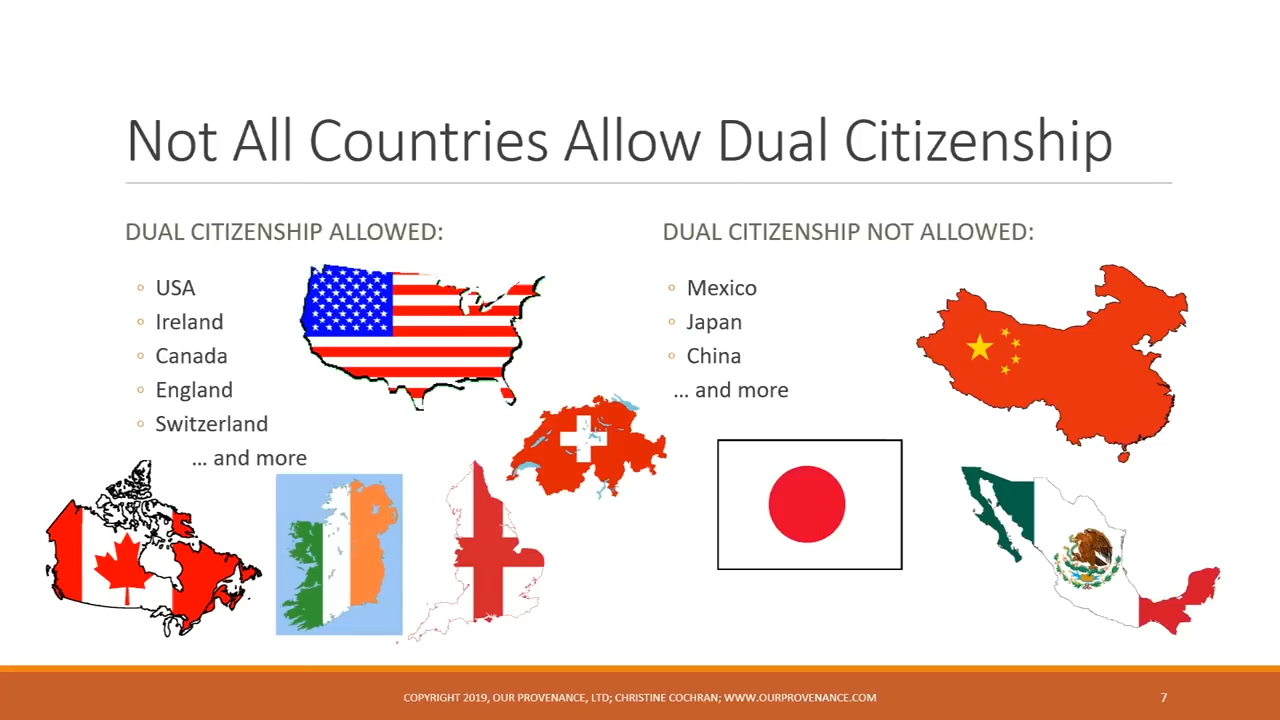 Not All Countries Allow Dual Citizenship
DUAL CITIZENSHIP ALLOWED:
USA
Ireland
Canada
England
Switzerland
... and more
DUAL CITIZENSHIP NOT ALLOWED:
Mexico
Japan
China
... and more
COPYRIGHT 2019, OUR PROVENANCE, LTD; CHRISTINE COCHRAN; WWW.OURPROVENANCE.COM
7